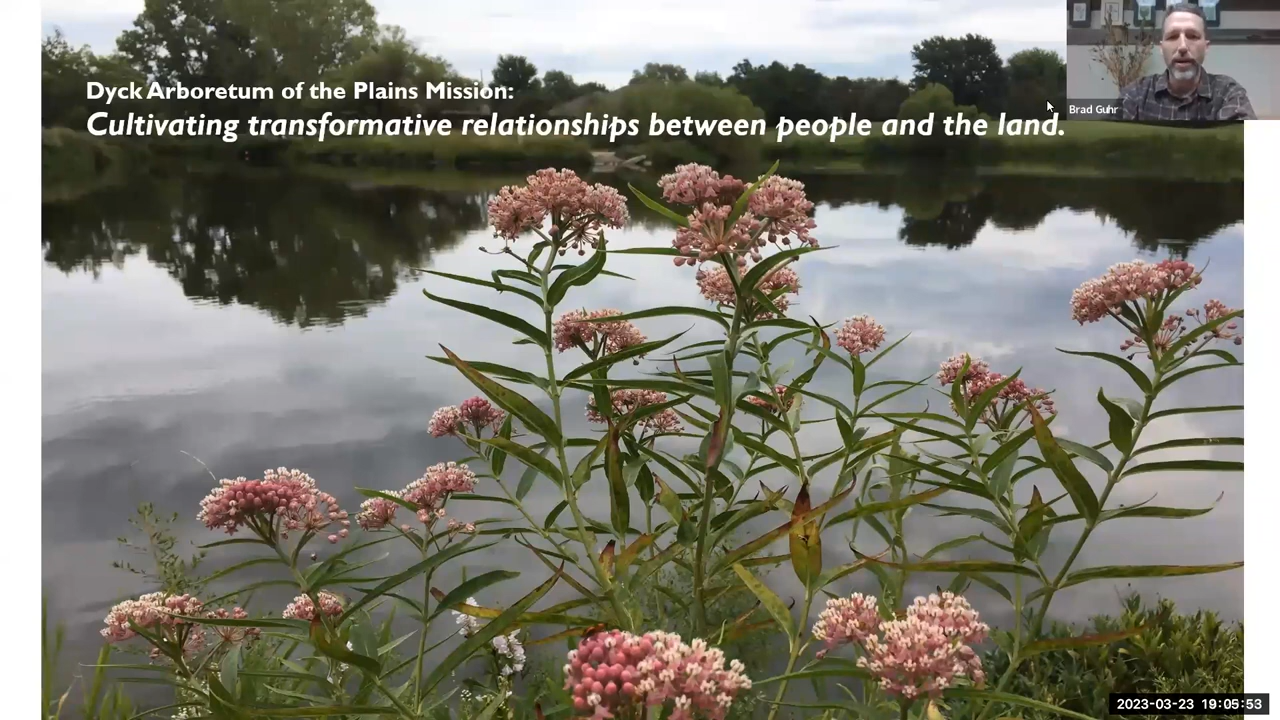 Dyck Arboretum of the Plains Mission:
Cultivating transformative relationships between people and the land.
Brad Guhr
2023-03-23 19:05:53